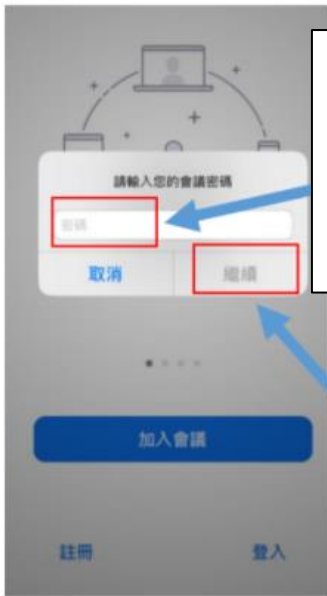 請輸入您的會議密碼
密碼
取消
繼續
加入會議
註冊
登入